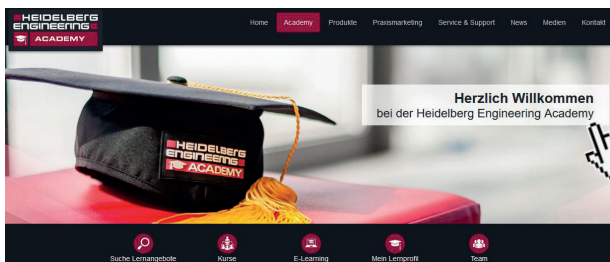 HEIDELBERG
ENGINEERING
ACADEMY
Home Academy Produkte Praxismarketing Service & Support News Medien Kontakt
Herzlich Willkommen
bei der Heidelberg Engineering Academy
HEIDELBERG
ENGINEERING
ACADEMY
Suche Lernangebote Kurse E-Learning Mein Lernprofil Team